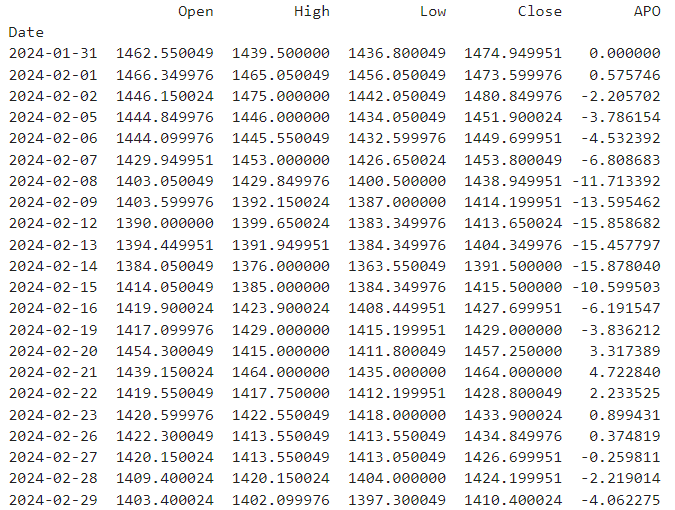 Open High Low Close APO
Date
2024-01-31 1462.550049 1439.500000 1436.800049 1474.949951 0.000000
2024-02-01 1466.349976 1465.050049 1456.050049 1473.599976 0.575746
2024-02-02 1446.150024 1475.000000 1442.050049 1480.849976 -2.205702
2024-02-05 1444.849976 1446.000000 1434.050049 1451.900024 -3.786154
2024-02-06 1444.099976 1445.550049 1432.599976 1449.699951 -4.532392
2024-02-07 1429.949951 1453.000000 1426.650024 1453.800049 -6.808683
2024-02-08 1403.050049 1429.849976 1400.500000 1438.949951 -11.713392
2024-02-09 1403.599976 1392.150024 1387.000000 1414.199951 -13.595462
2024-02-12 1390.000000 1399.650024 1383.349976 1413.650024 -15.858682
2024-02-13 1394.449951 1391.949951 1384.349976 1404.349976 -15.457797
2024-02-14 1384.050049 1376.000000 1363.550049 1391.500000 -15.878040
2024-02-15 1414.050049 1385.000000 1384.349976 1415.500000 -10.599503
2024-02-16 1419.900024 1423.900024 1408.449951 1427.699951 -6.191547
2024-02-19 1417.099976 1429.000000 1415.199951 1429.000000 -3.836212
2024-02-20 1454.300049 1415.000000 1411.800049 1457.250000 3.317389
2024-02-21 1439.150024 1464.000000 1435.000000 1464.000000 4.722840
2024-02-22 1419.550049 1417.750000 1412.199951 1428.800049 2.233525
2024-02-23 1420.599976 1422.550049 1418.000000 1433.900024 0.899431
2024-02-26 1422.300049 1413.550049 1413.550049 1434.849976 0.374819
2024-02-27 1420.150024 1413.550049 1413.050049 1426.699951 -0.259811
2024-02-28 1409.400024 1420.150024 1404.000000 1424.199951 -2.219014
2024-02-29 1403.400024 1402.099976 1397.300049 1410.400024 -4.062275